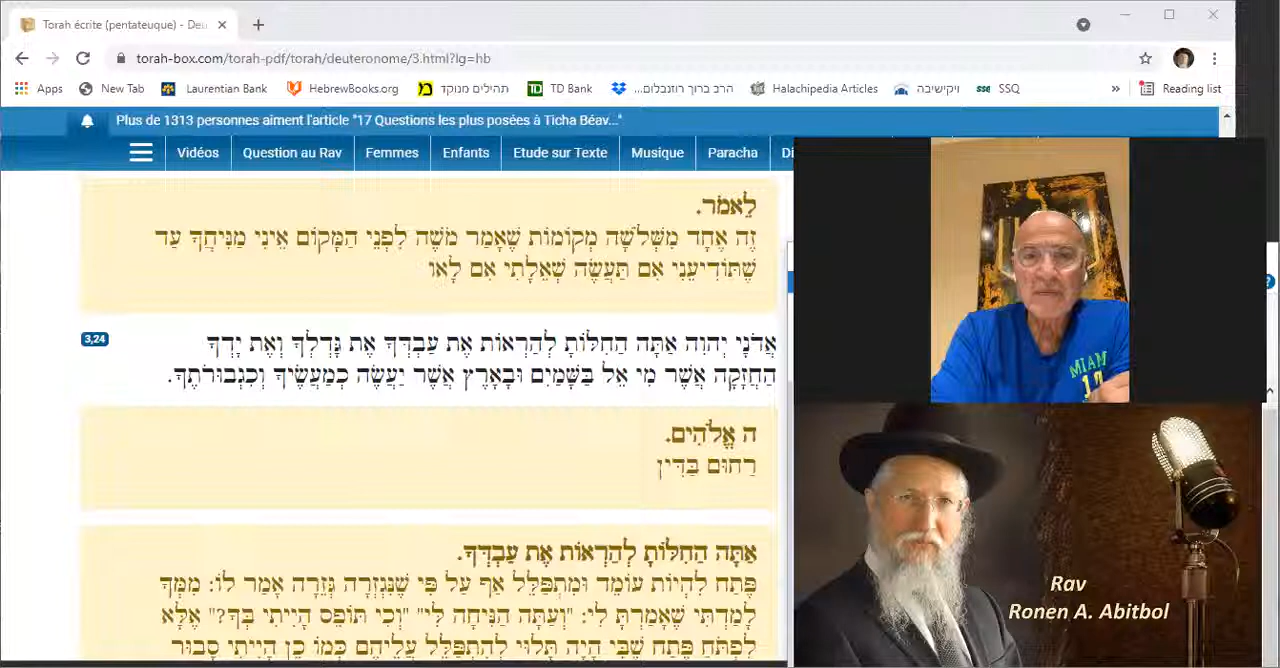 Torah écrite (pentateuque) - Deu
torah-box.com/torah-pdf/torah/deuteronome/3.html?lg=hb
Apps New Tab Laurentian Bank HebrewBooks.org תהילים מנוקד TD Bank הרב ברוך רוזנבלום... Halachipedia Articles ויקישיבה SSQ » Reading list
Plus de 1313 personnes aiment l'article "17 Questions les plus posées à Ticha Béav..."
Vidéos Question au Rav Femmes Enfants Etude sur Texte Musique Paracha Di
לֵאמֹר.
זֶה אֶחָד מִשְּׁלֹשָׁה מְקוֹמוֹת שֶׁאָמַר מֹשֶׁה לִפְנֵי הַמָּקוֹם אֵינִי מַנִּיחֲךָ עַד
שֶׁתּוֹדִיעֵנִי אִם תַּעֲשֶׂה שְׁאֵלָתִי אִם לָאו
3,24
אֲדֹנָי יְהוִה אַתָּה הַחִלּוֹתָ לְהַרְאוֹת אֶת עַבְדְּךָ אֶת גָּדְלְךָ וְאֶת יָדְךָ
הַחֲזָקָה אֲשֶׁר מִי אֵל בַּשָּׁמַיִם וּבָאָרֶץ אֲשֶׁר יַעֲשֶׂה כְמַעֲשֶׂיךָ וְכִגְבוּרֹתֶךָ.
ה אֱלֹהִים.
רַחוּם בַּדִּין
אַתָּה הַחִלּוֹתָ לְהַרְאוֹת אֶת עַבְדְּךָ.
פֶּתַח לִהְיוֹת עוֹמֵד וּמִתְפַּלֵּל אַף עַל פִּי שֶׁנִּגְזְרָה גְּזֵרָה אָמַר לוֹ: מִמְּךָ
לָמַדְתִּי שֶׁאָמַרְתָּ לִי: "וְעַתָּה הַנִּיחָה לִּי" "וְכִי תוֹפֵס הָיִיתִי בְּךָ?" אֶלָּא
לִפְתֹּחַ פֶּתַח שֶׁבִּי הָיָה תָּלוּי לְהִתְפַּלֵּל עֲלֵיהֶם כְּמוֹ כֵן הָיִיתִי סָבוּר
MIAM
Rav
Ronen A. Abitbol